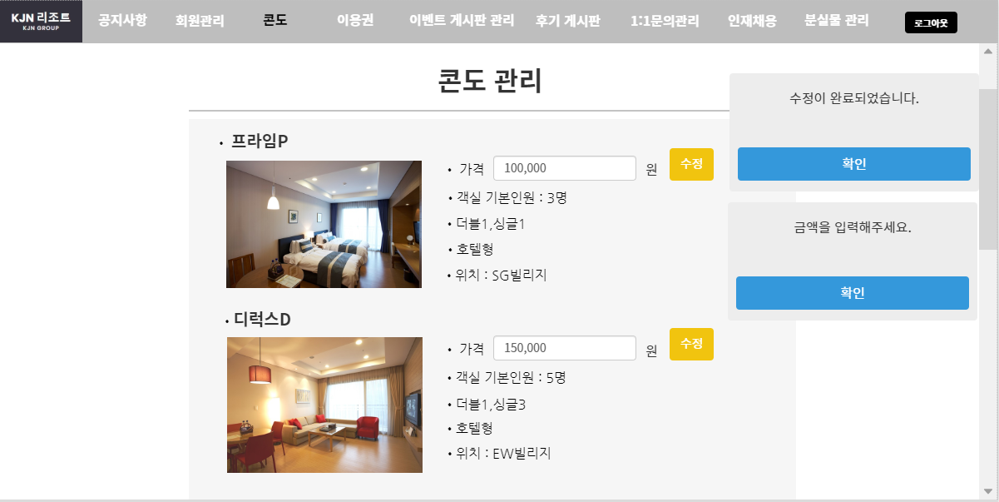 KJN 리조트
KJN GROUP
공지사항 회원관리 콘도 이용권 이벤트 게시판 관리 후기 게시판 1:1문의관리 인재채용 분실물 관리 로그아웃
콘도 관리
수정이 완료되었습니다.
확인
금액을 입력해주세요.
확인
• 프라임P
• 가격 100,000 원 수정
• 객실 기본인원 : 3명
• 더블1,싱글1
• 호텔형
• 위치 : SG빌리지
• 디럭스D
• 가격 150,000 원 수정
• 객실 기본인원 : 5명
• 더블1,싱글3
• 호텔형
• 위치 : EW빌리지